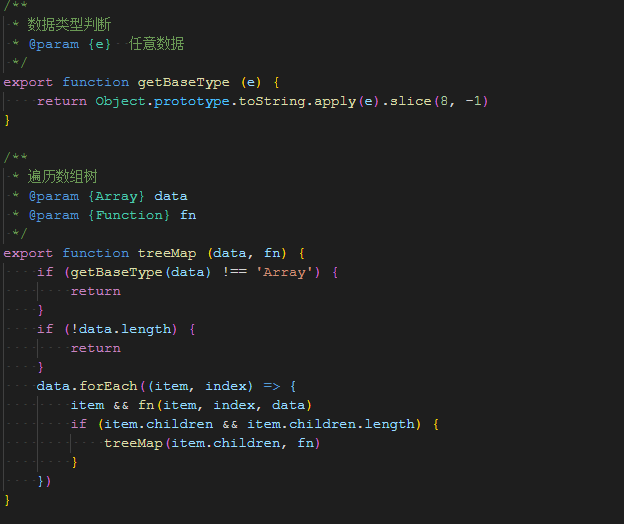 /**
 * 数据类型判断
 * @param {e}  任意数据
 */
export function getBaseType (e) {
    return Object.prototype.toString.apply(e).slice(8, -1)
}

/**
 * 遍历数组树
 * @param {Array} data
 * @param {Function} fn
 */
export function treeMap (data, fn) {
    if (getBaseType(data) !== 'Array') {
        return
    }
    if (!data.length) {
        return
    }
    data.forEach((item, index) => {
        item && fn(item, index, data)
        if (item.children && item.children.length) {
            treeMap(item.children, fn)
        }
    })
}